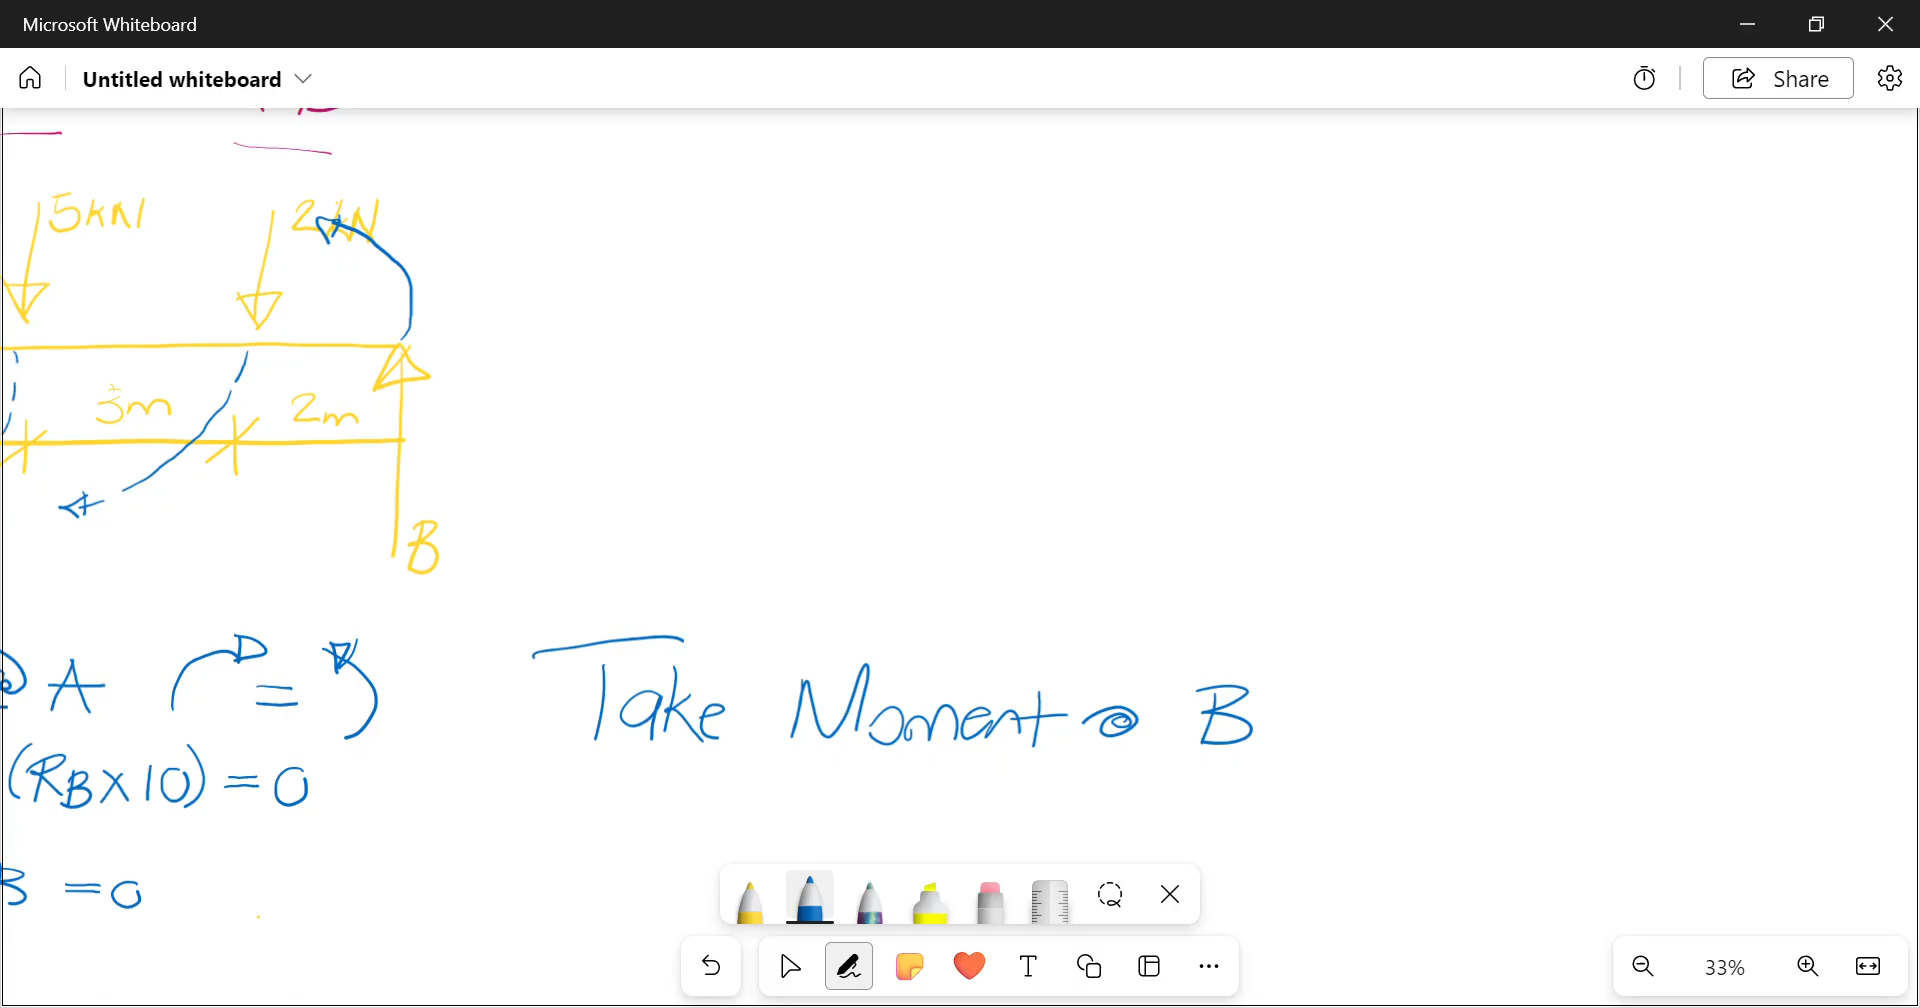 Microsoft Whiteboard
Untitled whiteboard
Share
5kN
2kN
3m
2m
B
@ A =
Take Moment @ B
(RB×10) = 0
B = 0
T
33%